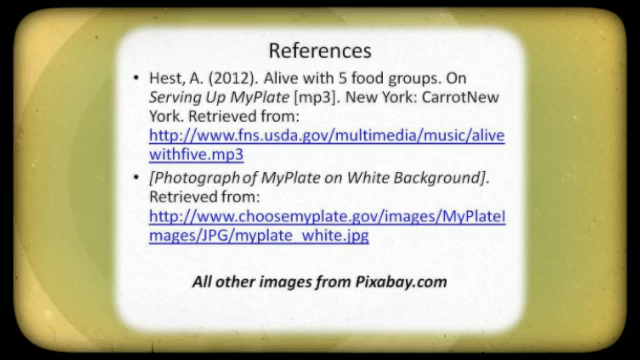 References
• Hest, A. (2012). Alive with 5 food groups. On
Serving Up MyPlate [mp3]. New York: CarrotNew
York. Retrieved from:
http://www.fns.usda.gov/multimedia/music/alive
withfive.mp3
• [Photograph of MyPlate on White Background].
Retrieved from:
http://www.choosemyplate.gov/images/MyPlateI
mages/JPG/myplate_white.jpg
All other images from Pixabay.com